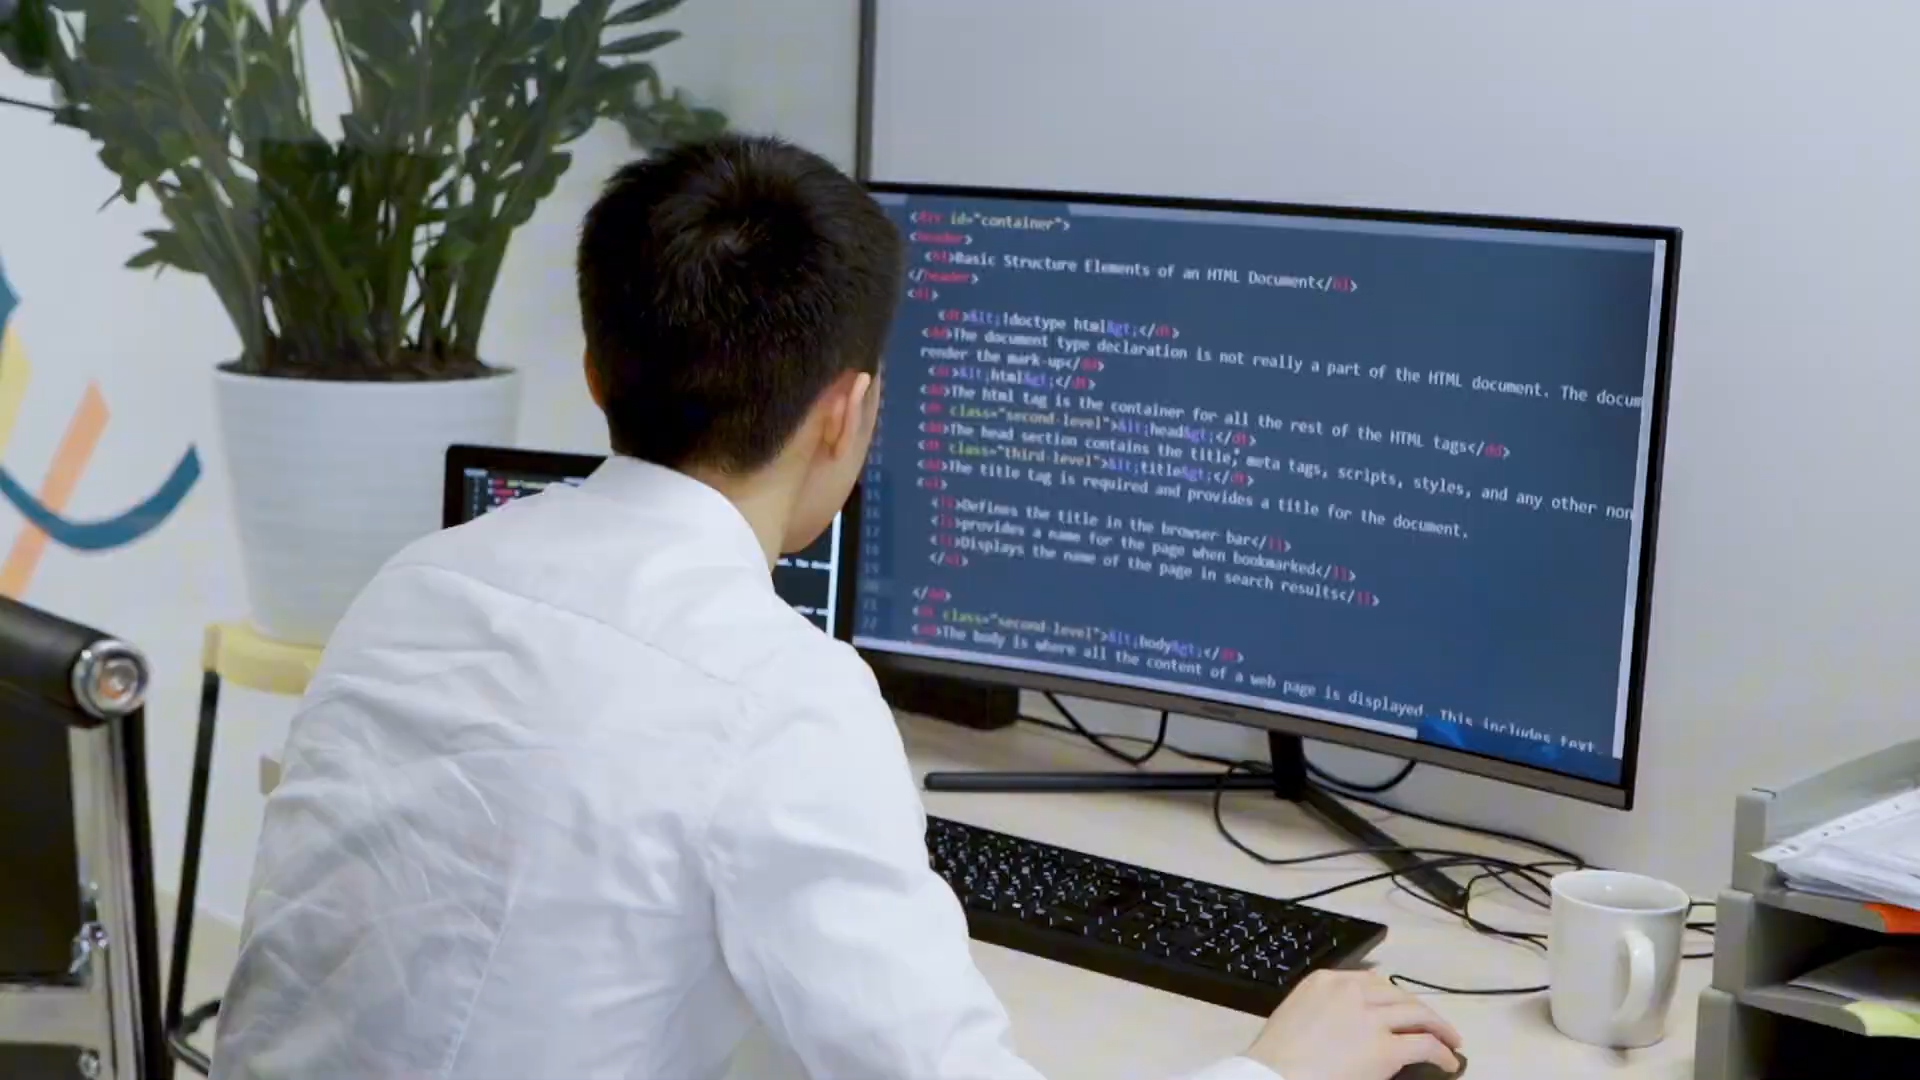 <div id="container">
<header>
<h1>Basic Structure Elements of an HTML Document</h1>
</header>
<dl>
<dt>&lt;!doctype html&gt;</dt>
<dd>The document type declaration is not really a part of the HTML document. The docum
render the mark-up</dd>
<dt>&lt;html&gt;</dt>
<dd>The html tag is the container for all the rest of the HTML tags</dd>
<dt class="second-level">&lt;head&gt;</dt>
<dd>The head section contains the title, meta tags, scripts, styles, and any other non
<dt class="third-level">&lt;title&gt;</dt>
<dd>The title tag is required and provides a title for the document.
<ul>
<li>Defines the title in the browser bar</li>
<li>provides a name for the page when bookmarked</li>
<li>Displays the name of the page in search results</li>
</ul>
</dd>
<dt class="second-level">&lt;body&gt;</dt>
<dd>The body is where all the content of a web page is displayed. This includes text,